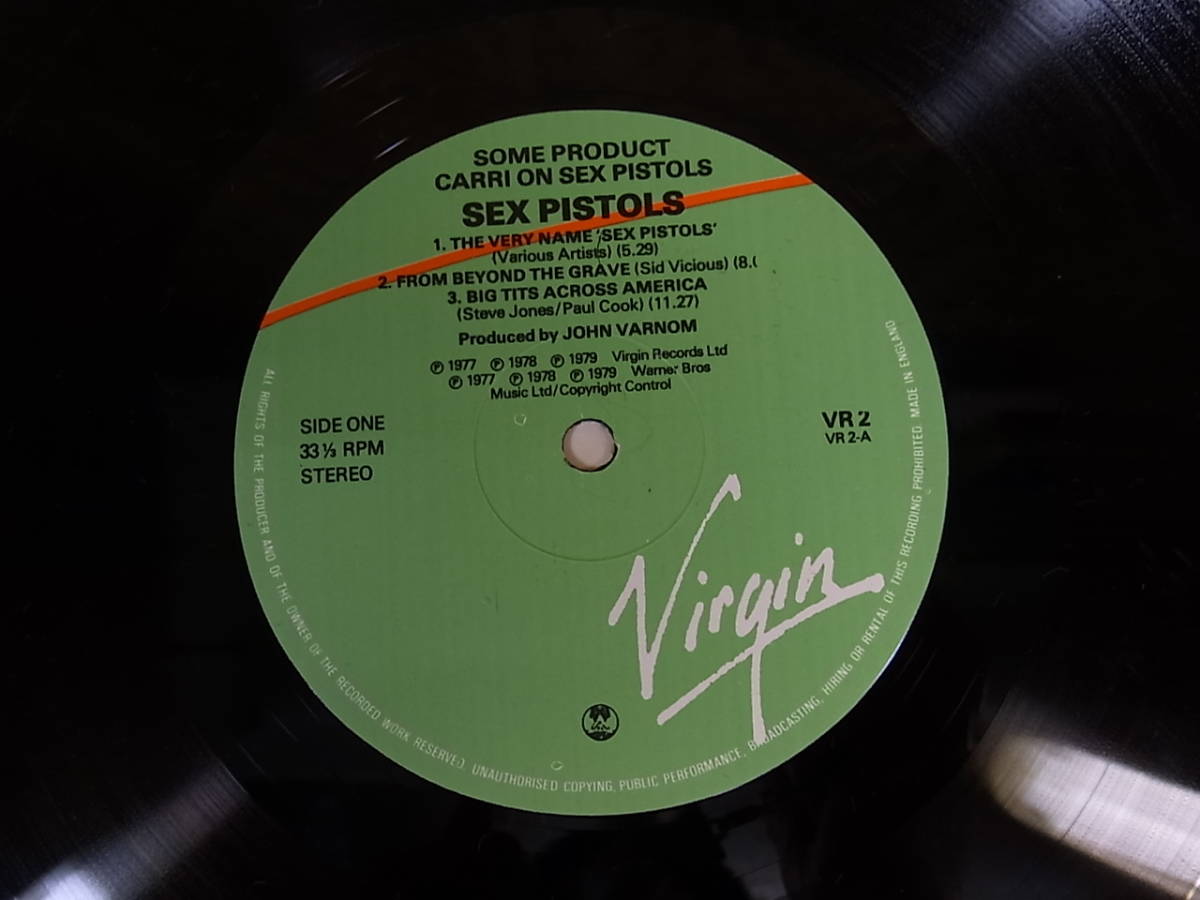 SOME PRODUCT
CARRI ON SEX PISTOLS
SEX PISTOLS
1. THE VERY NAME 'SEX PISTOLS'
(Various Artists) (5.29)
2. FROM BEYOND THE GRAVE (Sid Vicious) (8.
3. BIG TITS ACROSS AMERICA
(Steve Jones/Paul Cook) (11.27)
Produced by JOHN VARNOM
℗ 1977 ℗ 1978 ℗ 1979 Virgin Records Ltd
℗ 1977 ℗ 1978 ℗ 1979 Warner Bros
Music Ltd/Copyright Control
SIDE ONE
33⅓ RPM
STEREO
VR 2
VR 2-A
Virgin
ALL RIGHTS OF THE PRODUCER AND OF THE OWNER OF THE RECORDED WORK RESERVED. UNAUTHORISED COPYING, PUBLIC PERFORMANCE, BROADCASTING, HIRING OR RENTAL OF THIS RECORDING PROHIBITED. MADE IN ENGLAND